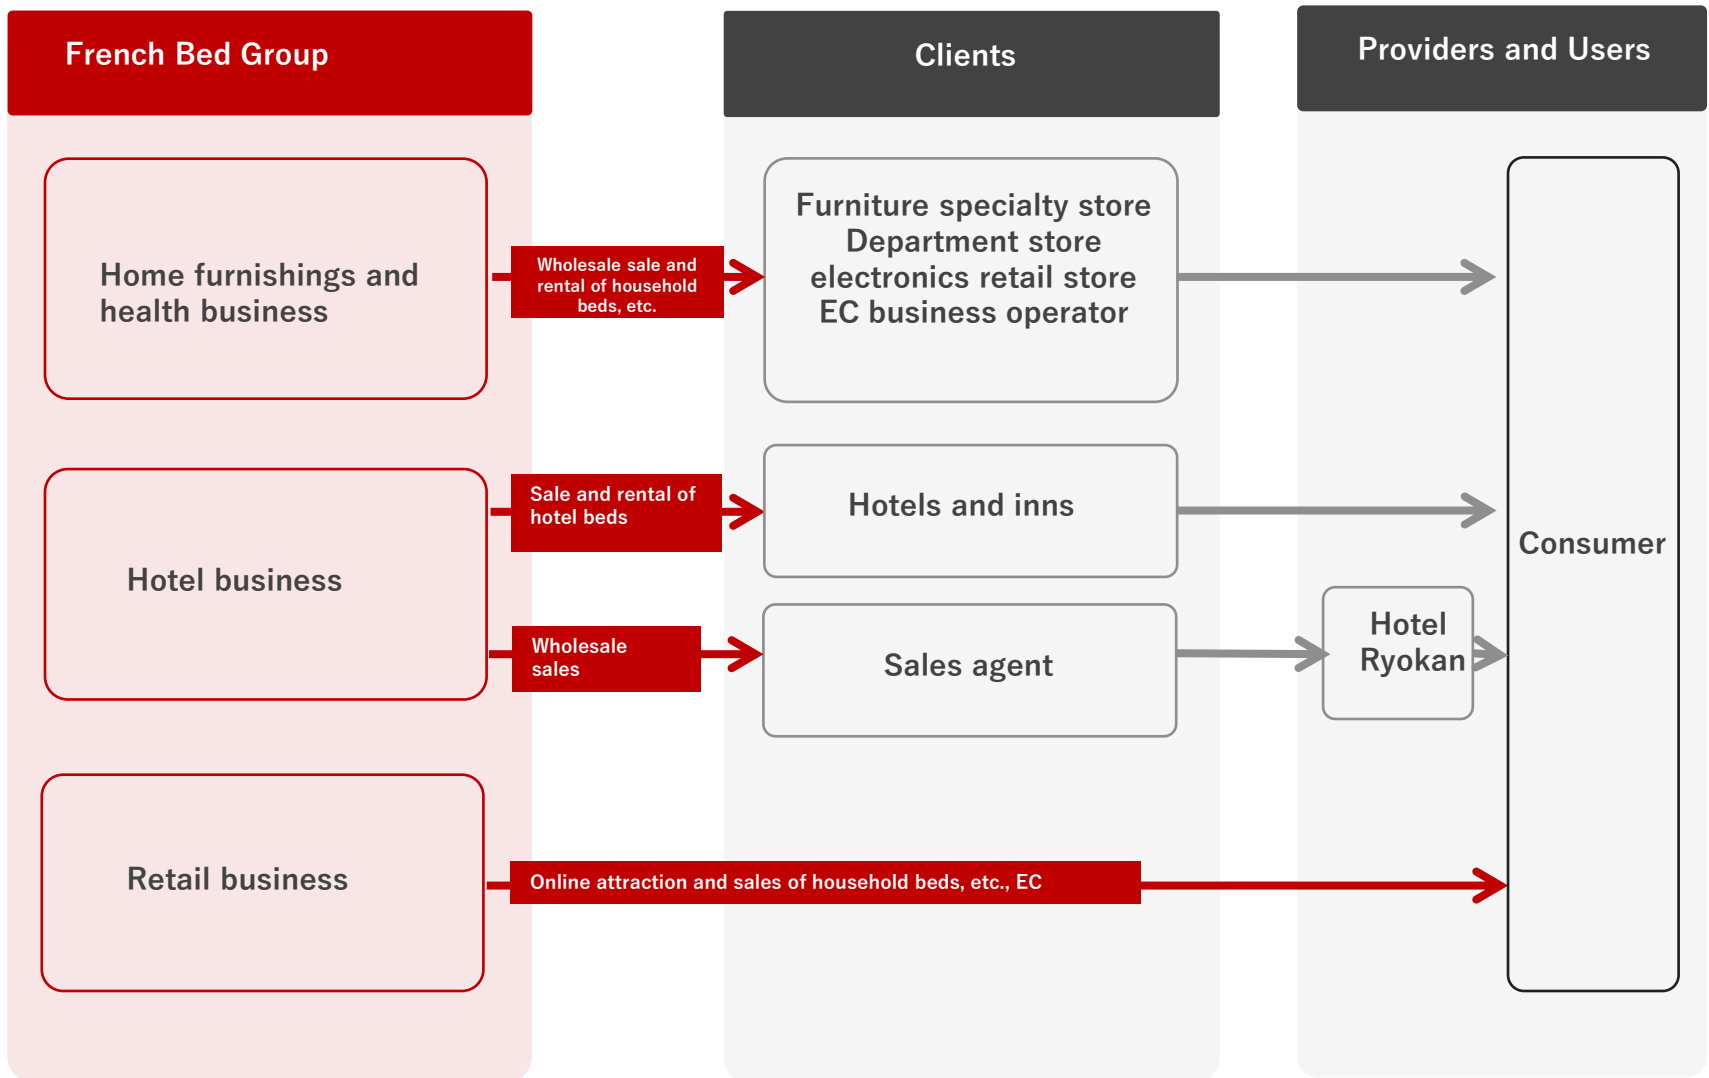 French Bed Group
Clients
Providers and Users
Home furnishings and
health business
Wholesale sale and
rental of household
beds, etc.
Furniture specialty store
Department store
electronics retail store
EC business operator
Hotel business
Sale and rental of
hotel beds
Hotels and inns
Wholesale
sales
Sales agent
Hotel
Ryokan
Consumer
Retail business
Online attraction and sales of household beds, etc., EC